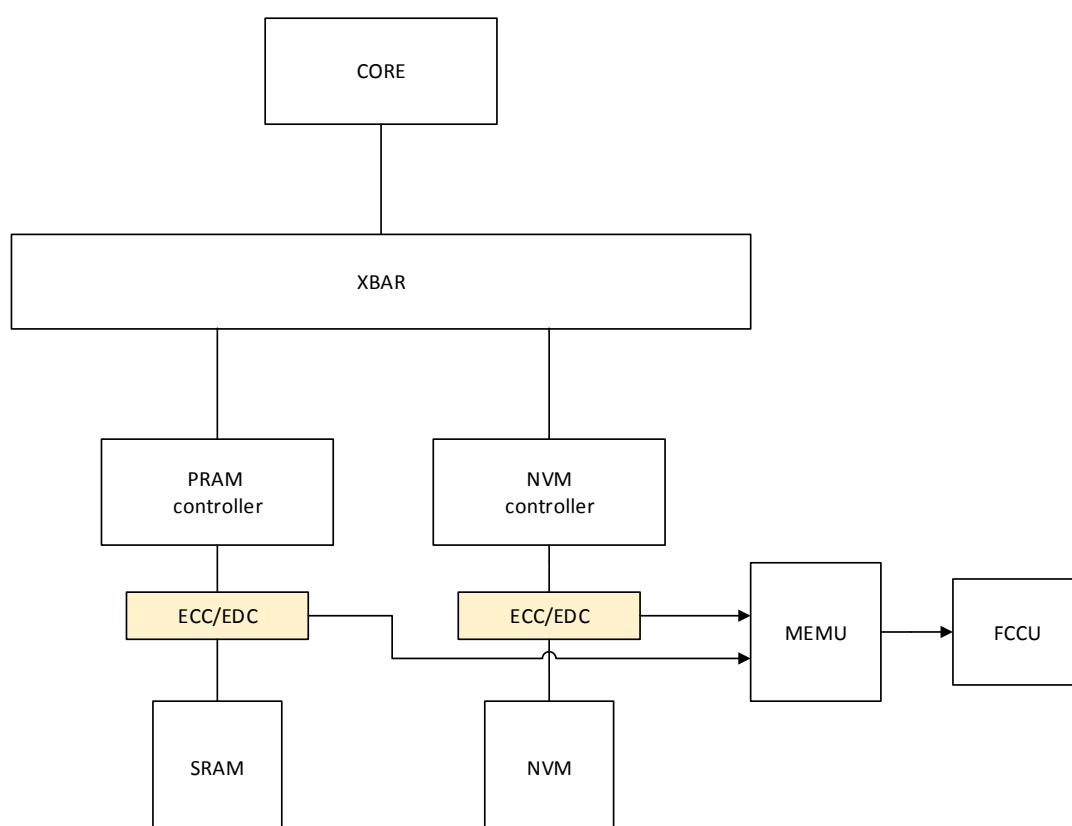 CORE
XBAR
PRAM
controller
NVM
controller
ECC/EDC
ECC/EDC
MEMU
FCCU
SRAM
NVM